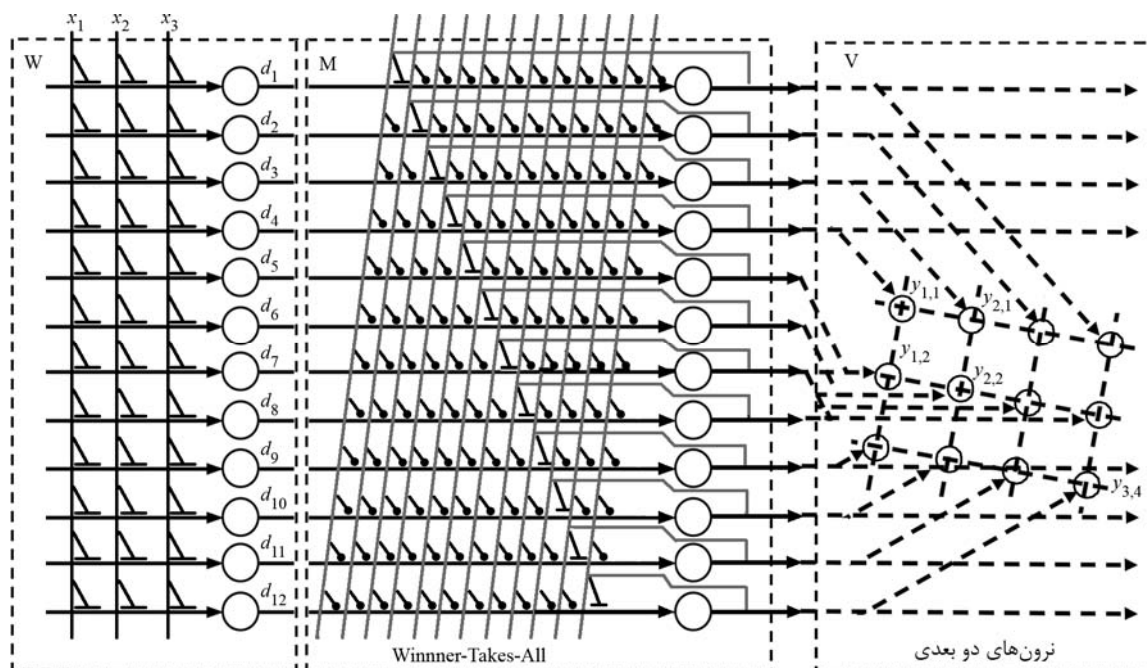 x1 x2 x3
W
M
V
d1
d2
d3
d4
d5
d6
d7
d8
d9
d10
d11
d12
y1,1
y2,1
y1,2
y2,2
y3,4
Winnner-Takes-All
نرون‌های دو بعدی